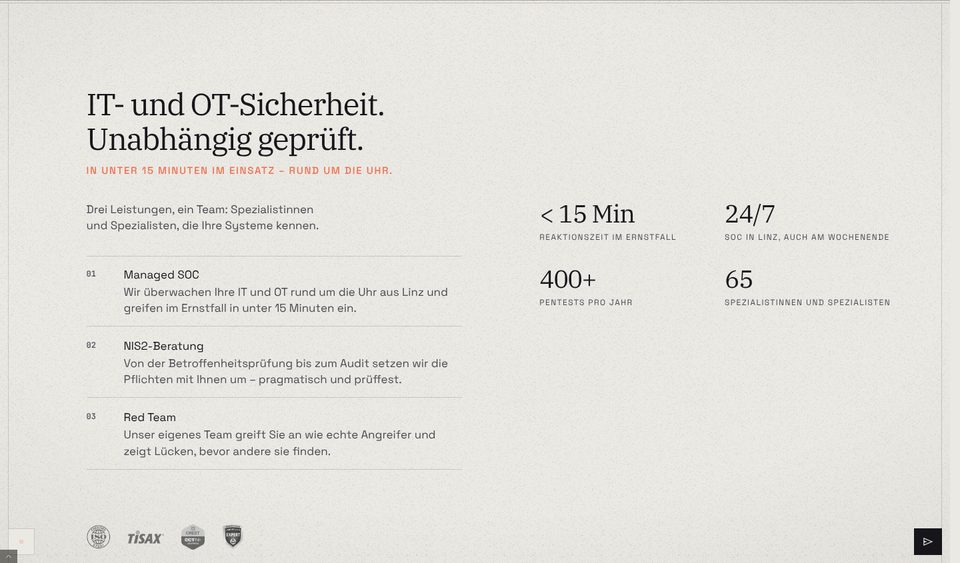 IT- und OT-Sicherheit.
Unabhängig geprüft.
IN UNTER 15 MINUTEN IM EINSATZ – RUND UM DIE UHR.
Drei Leistungen, ein Team: Spezialistinnen
und Spezialisten, die Ihre Systeme kennen.
01
Managed SOC
Wir überwachen Ihre IT und OT rund um die Uhr aus Linz und
greifen im Ernstfall in unter 15 Minuten ein.
02
NIS2-Beratung
Von der Betroffenheitsprüfung bis zum Audit setzen wir die
Pflichten mit Ihnen um – pragmatisch und prüffest.
03
Red Team
Unser eigenes Team greift Sie an wie echte Angreifer und
zeigt Lücken, bevor andere sie finden.
< 15 Min
REAKTIONSZEIT IM ERNSTFALL
24/7
SOC IN LINZ, AUCH AM WOCHENENDE
400+
PENTESTS PRO JAHR
65
SPEZIALISTINNEN UND SPEZIALISTEN
ISO
TISAX
CREST
EXPERT